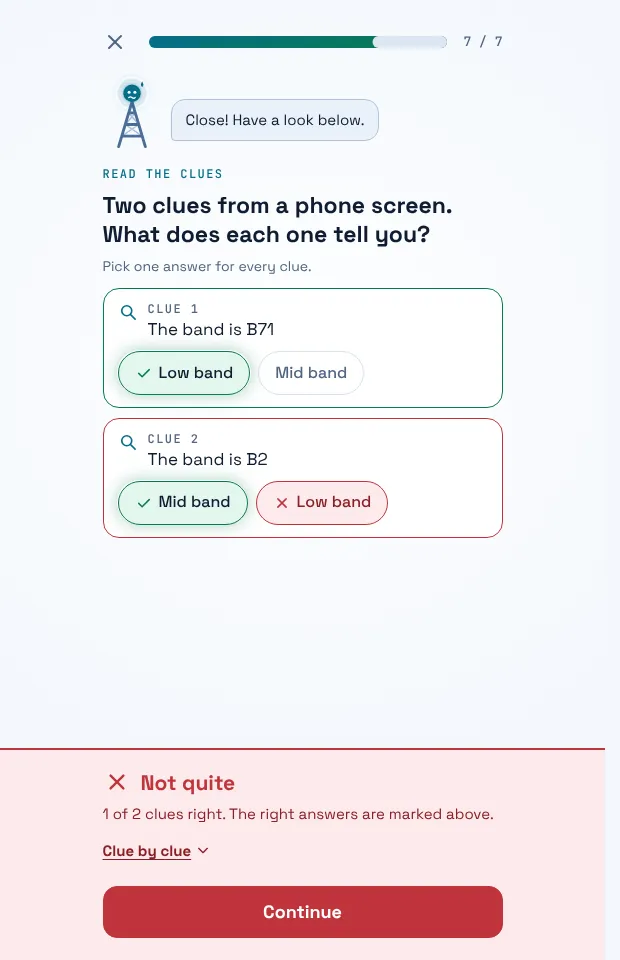 7 / 7
Close! Have a look below.
READ THE CLUES
Two clues from a phone screen.
What does each one tell you?
Pick one answer for every clue.
CLUE 1
The band is B71
Low band
Mid band
CLUE 2
The band is B2
Mid band
Low band
Not quite
1 of 2 clues right. The right answers are marked above.
Clue by clue
Continue